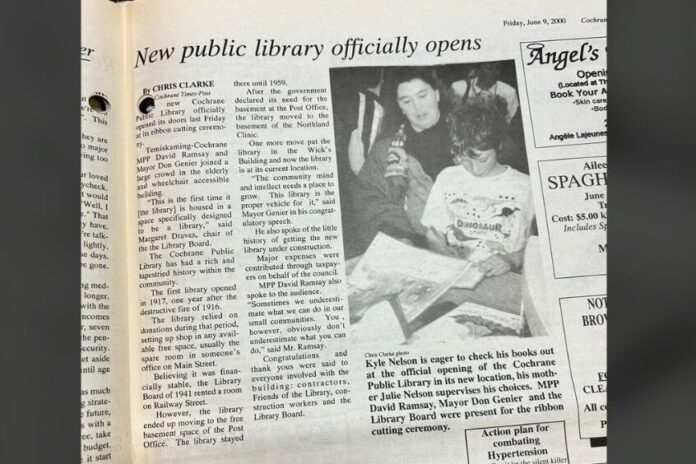 Friday, June 9, 2000
New public library officially opens
By CHRIS CLARKE
Cochrane Times-Post
new Cochrane
Public Library officially
opened its doors last Friday
at its ribbon cutting ceremo-
ny.
Temiskaming-Cochrane
MPP David Ramsay and
Mayor Don Genier joined a
large crowd in the elderly
and wheelchair accessible
building.
"This is the first time it
[the library] is housed in a
space specifically designed
to be a library," said
Margaret Draves, chair of
the the Library Board.
The Cochrane Public
Library has had a rich and
tapestried history within the
community.
The first library opened
in 1917, one year after the
destructive fire of 1916.
The library relied on
donations during that period,
setting up shop in any avail-
able free space, usually the
space room in someone's
office on Main Street.
Believing it was finan-
cially stable, the Library
Board of 1941 rented a room
on Railway Street.
However, the library
ended up moving to the free
basement space of the Post
Office. The library stayed
there until 1959.
After the government
declared its need for the
basement at the Post Office,
the library moved to the
basement of the Northland
Clinic.
One more move put the
library in the Wick's
Building and now the library
is at its current location.
"The community mind
and intellect needs a place to
grow. This library is the
proper vehicle for it," said
Mayor Genier in his congrat-
ulatory speech.
He also spoke of the little
history of getting the new
library under construction.
Major expenses were
contributed through taxpay-
ers on behalf of the council.
MPP David Ramsay also
spoke to the audience.
"Sometimes we underesti-
mate what we can do in our
small communities. You ,
however, obviously don't
underestimate what you can
do," said Mr. Ramsay.
Congratulations and
thank yous were said to
everyone involved with the
building: contractors,
Friends of the Library, con-
struction workers and the
Library Board.
DINOSAUR
Chris Clarke photo
Kyle Nelson is eager to check his books out
at the official opening of the Cochrane
Public Library in its new location, his moth-
er Julie Nelson supervises his choices. MPP
David Ramsay, Mayor Don Genier and the
Library Board were present for the ribbon
cutting ceremony.
Angel's
(Located at
Book Your A
Angèle Lajeunes
SPAGH
June
Cost: $5.00
Includes
NOT
BROW
CLEA
All co
Action plan for
combating
Hypertension
the silent killer